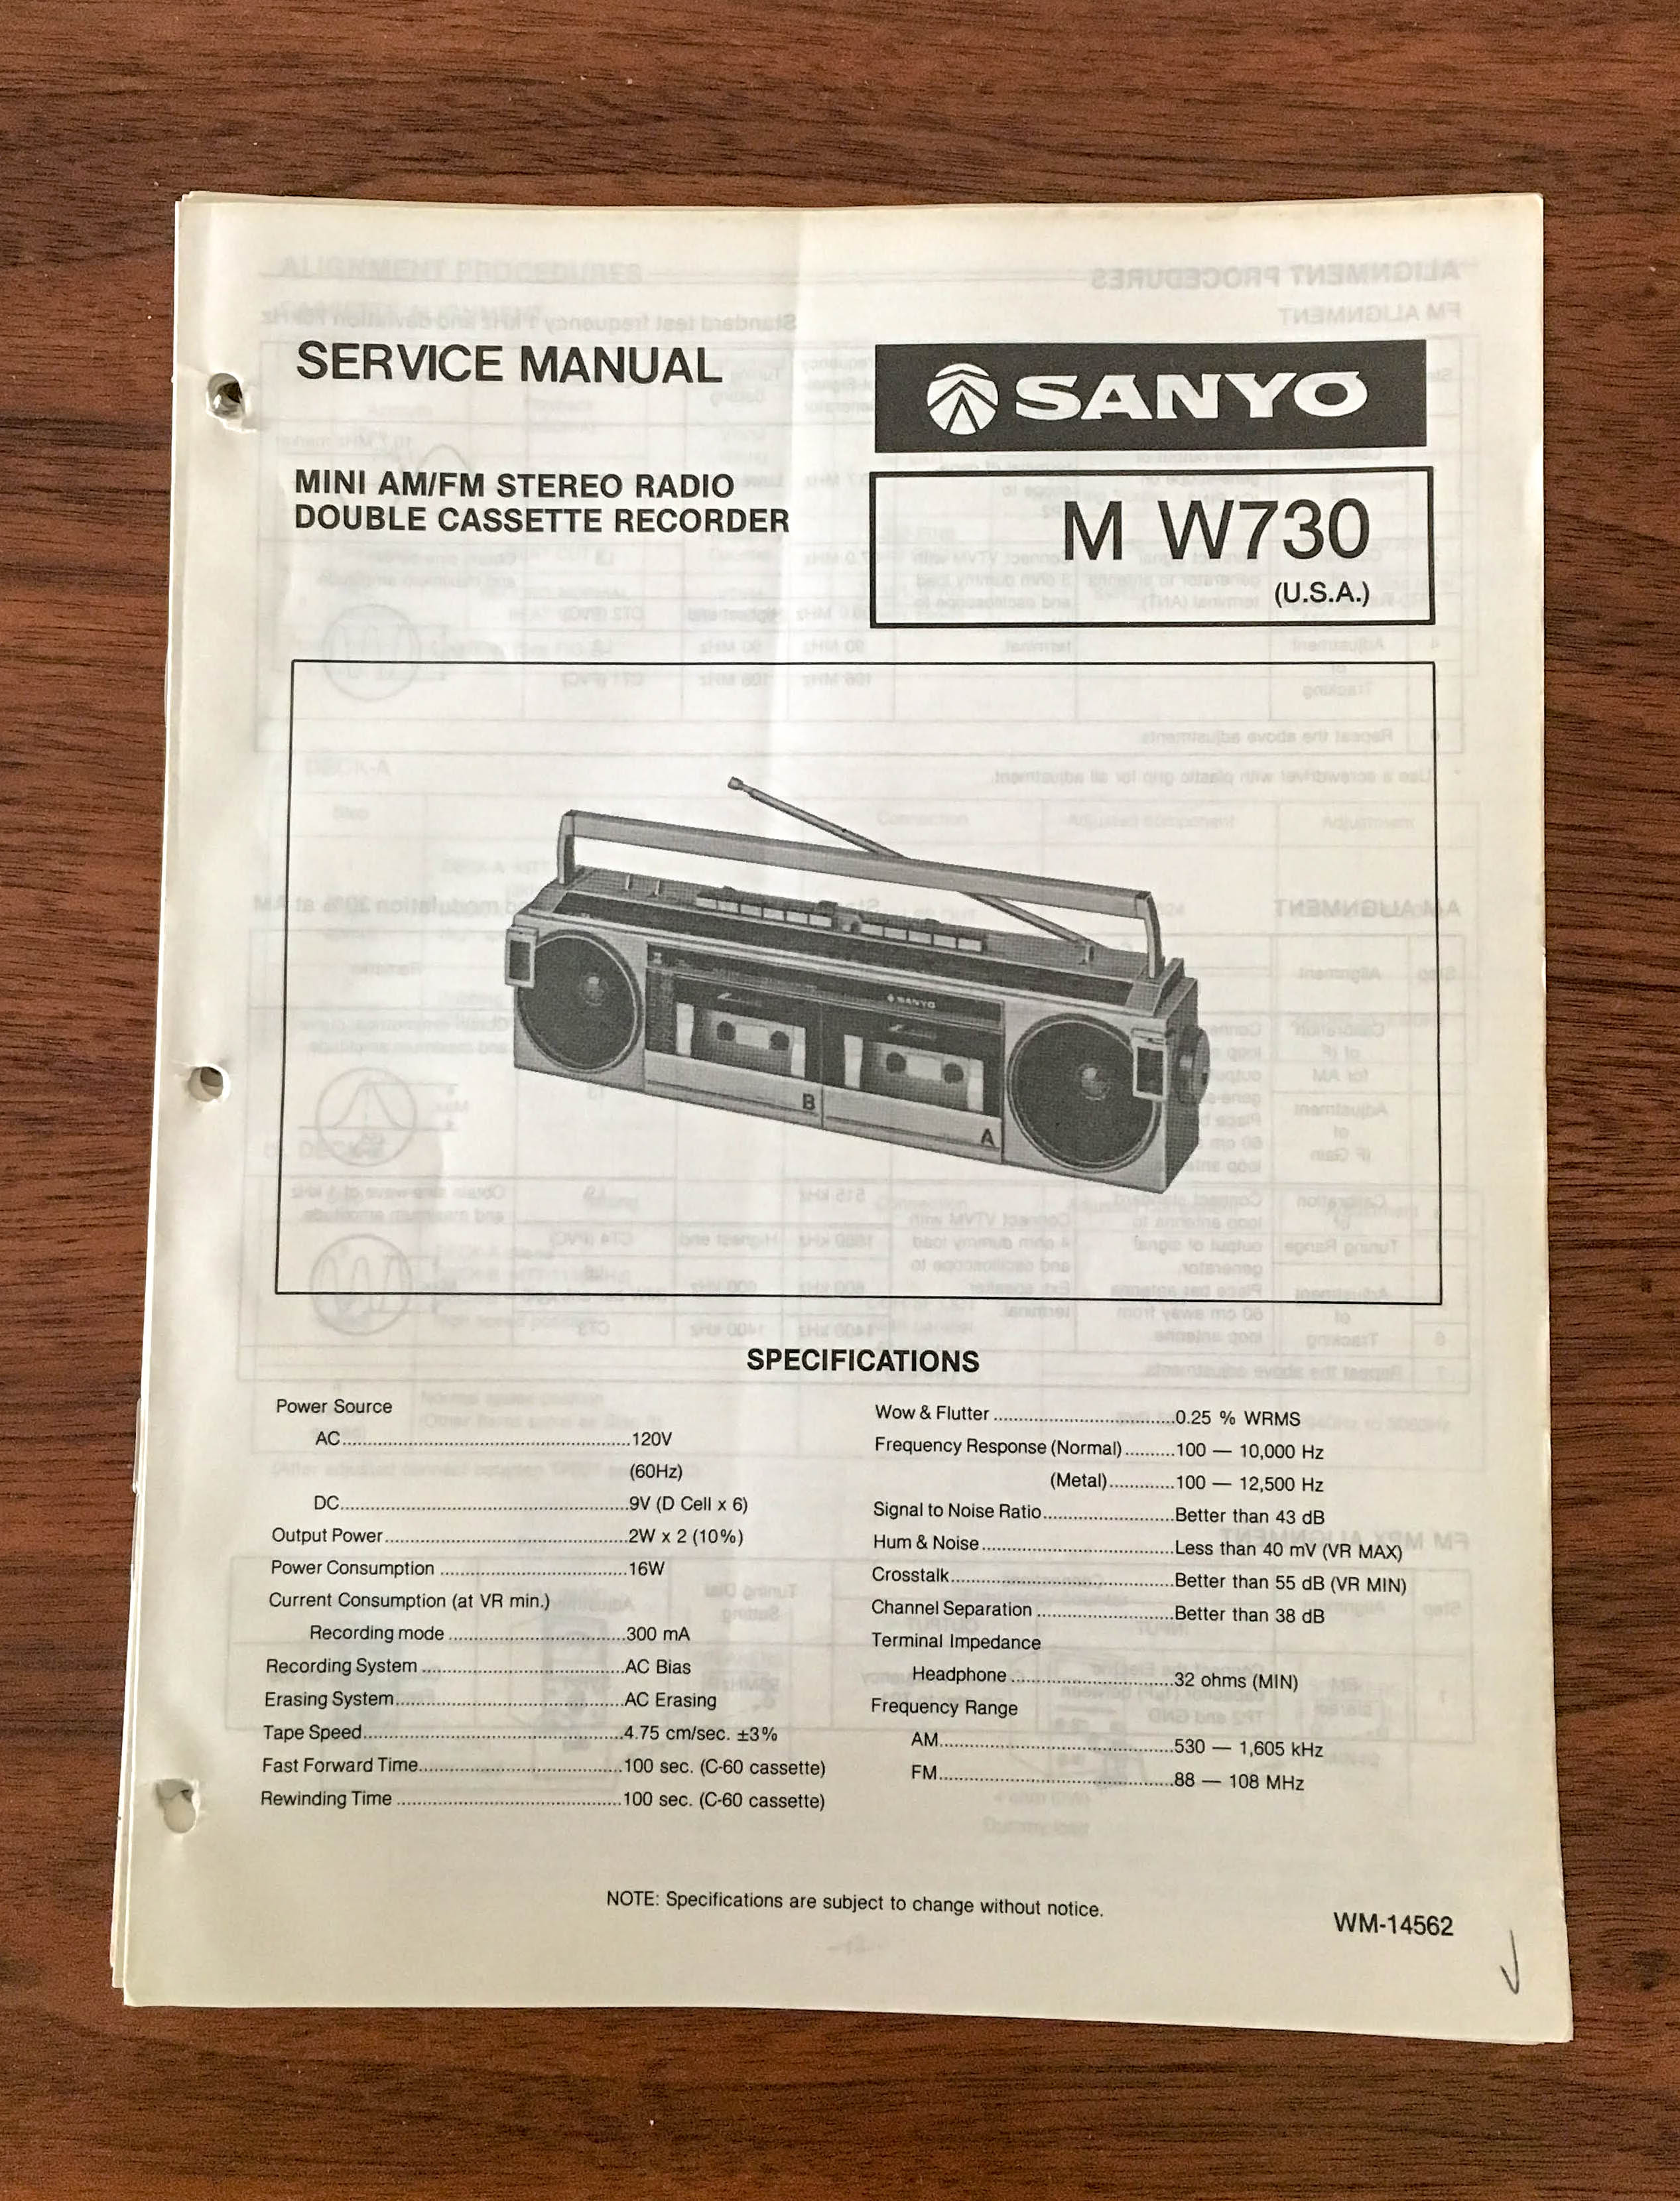 SERVICE MANUAL
SANYO
MINI AM/FM STEREO RADIO
DOUBLE CASSETTE RECORDER
M W730
(U.S.A.)
SANYO
B
A
SPECIFICATIONS
Power Source
AC..............................120V
(60Hz)
DC..............................9V (D Cell x 6)
Output Power..............................2W x 2 (10%)
Power Consumption ..............................16W
Current Consumption (at VR min.)
Recording mode ..............................300 mA
Recording System ..............................AC Bias
Erasing System..............................AC Erasing
Tape Speed..............................4.75 cm/sec. ±3%
Fast Forward Time..............................100 sec. (C-60 cassette)
Rewinding Time ..............................100 sec. (C-60 cassette)
Wow & Flutter ..............................0.25 % WRMS
Frequency Response (Normal)..........100 — 10,000 Hz
(Metal).............100 — 12,500 Hz
Signal to Noise Ratio..............................Better than 43 dB
Hum & Noise ..............................Less than 40 mV (VR MAX)
Crosstalk..............................Better than 55 dB (VR MIN)
Channel Separation ..............................Better than 38 dB
Terminal Impedance
Headphone ..............................32 ohms (MIN)
Frequency Range
AM..............................530 — 1,605 kHz
FM..............................88 — 108 MHz
NOTE: Specifications are subject to change without notice.
WM-14562